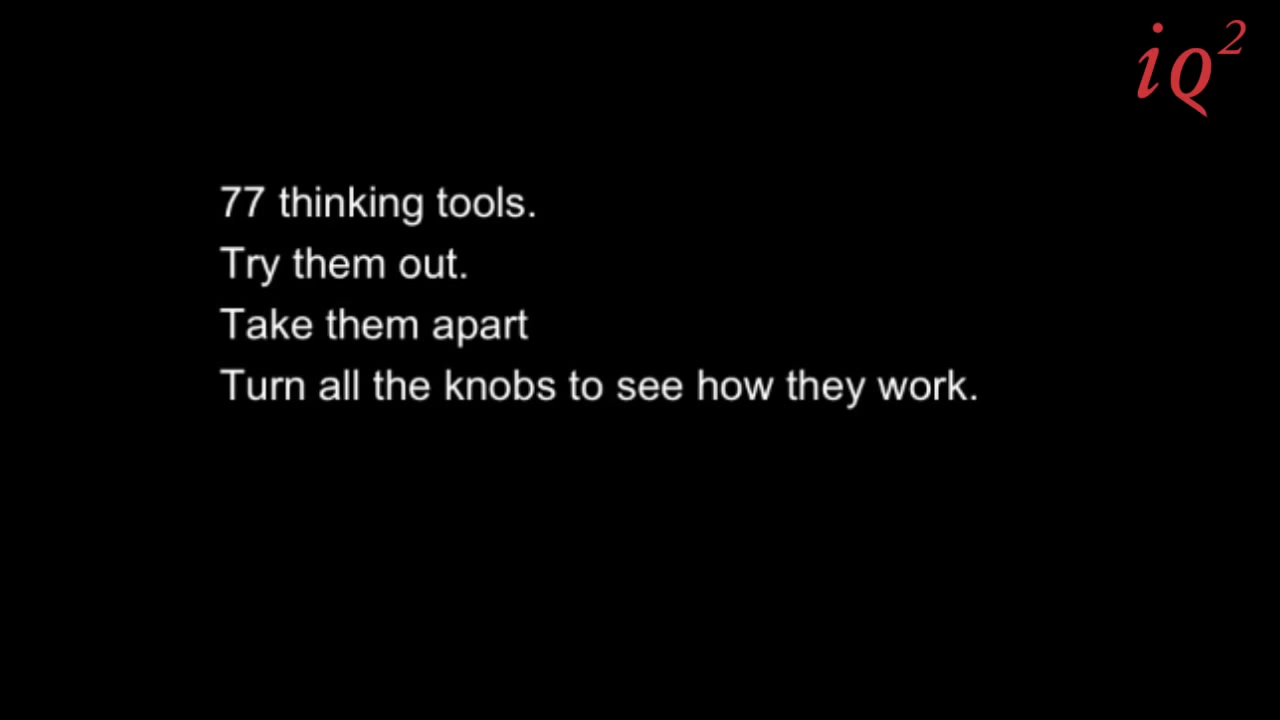 iQ²
77 thinking tools.
Try them out.
Take them apart
Turn all the knobs to see how they work.